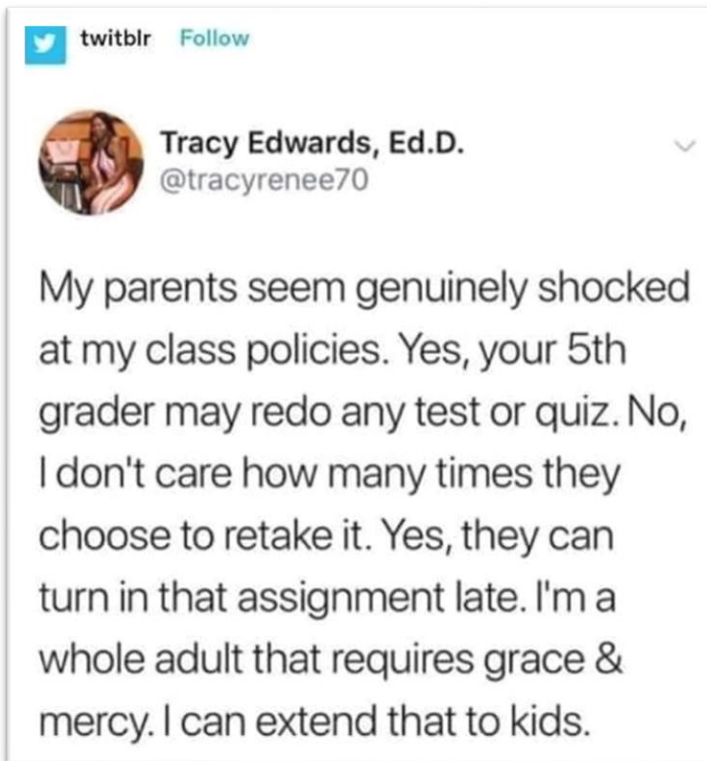 twitblr Follow
Tracy Edwards, Ed.D.
@tracyrenee70
My parents seem genuinely shocked
at my class policies. Yes, your 5th
grader may redo any test or quiz. No,
I don't care how many times they
choose to retake it. Yes, they can
turn in that assignment late. I'm a
whole adult that requires grace &
mercy. I can extend that to kids.